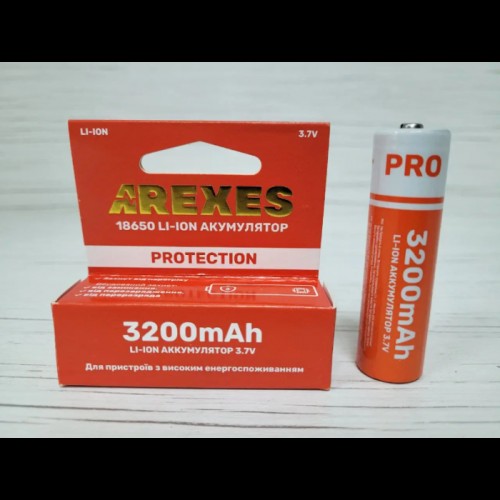 LI-ION
3.7V
AREXES
18650 LI-ION АКУМУЛЯТОР
PROTECTION
3200mAh
LI-ION АККУМУЛЯТОР 3.7V
Для пристроїв з високим енергоспоживанням
PRO
3200mAh
LI-ION АККУМУЛЯТОР 3.7V